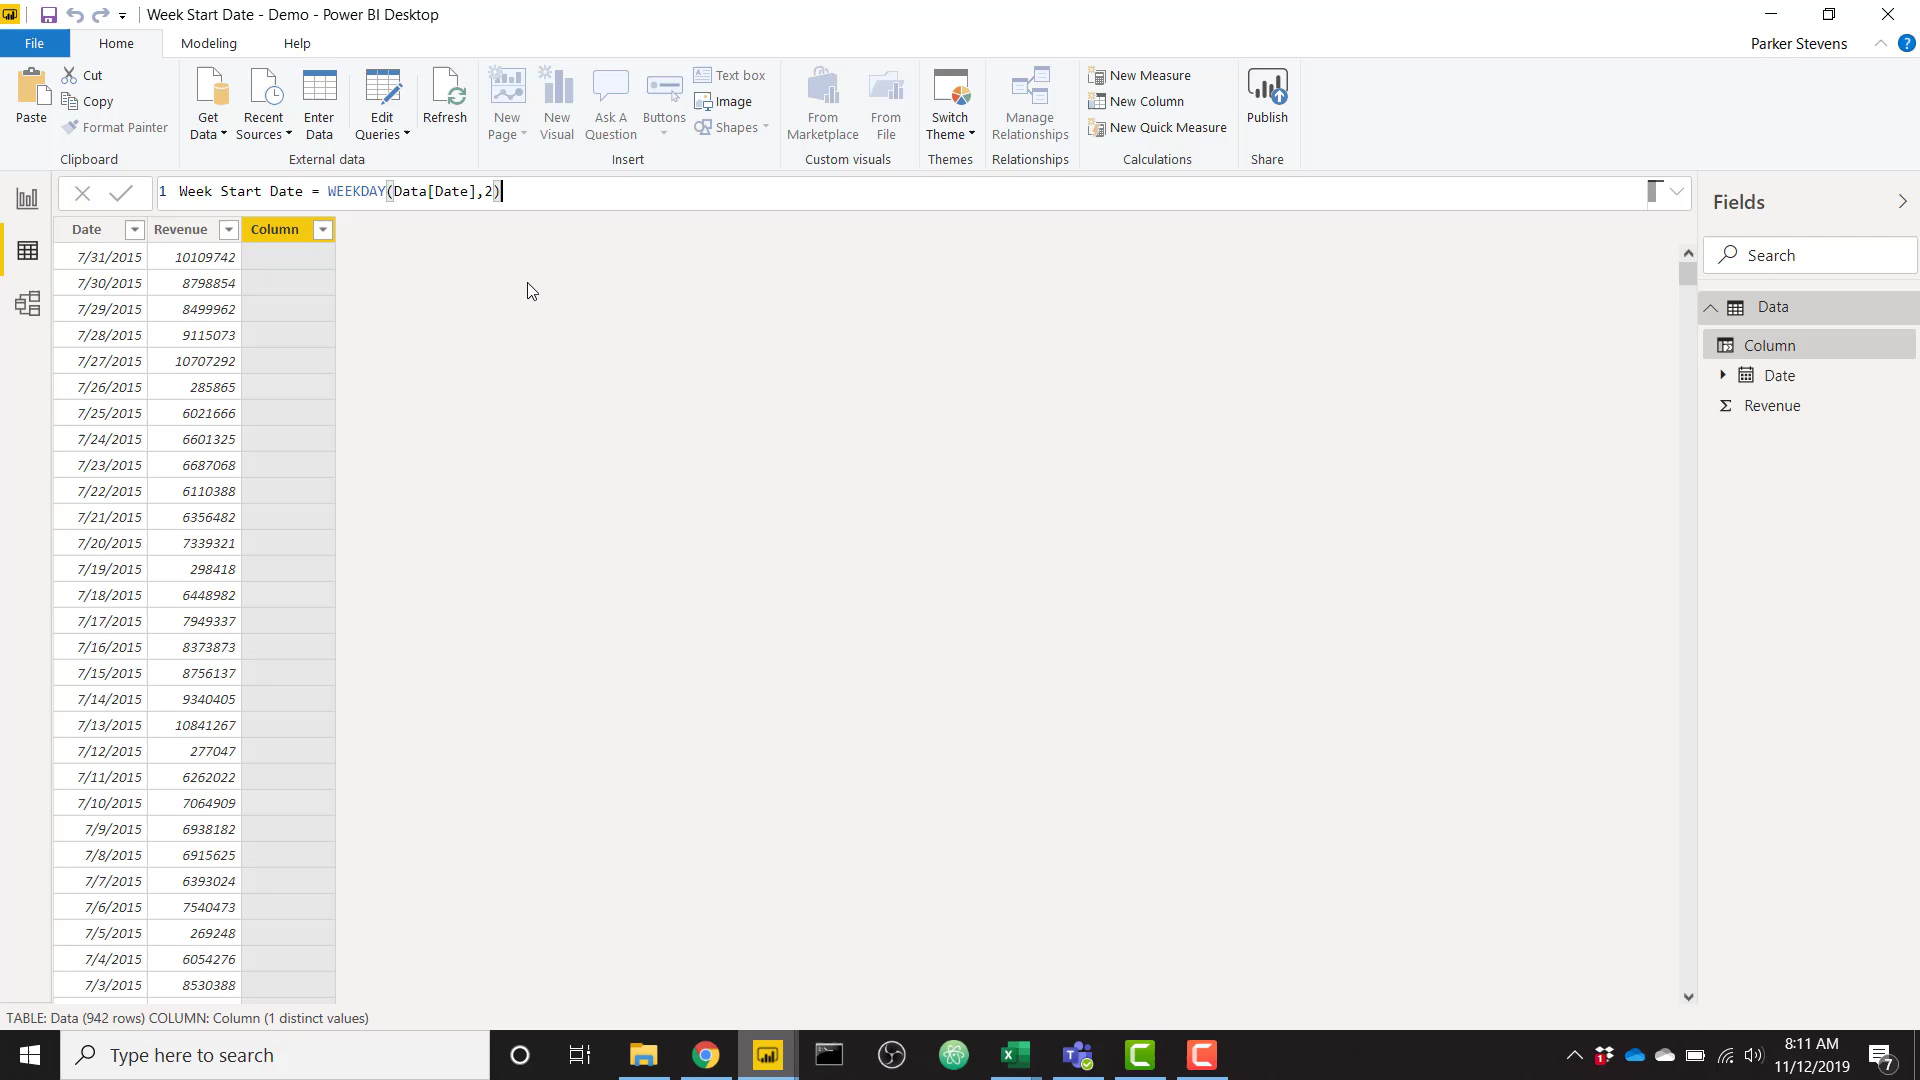 Week Start Date - Demo - Power BI Desktop
File Home Modeling Help Parker Stevens ?
Paste
Cut
Copy
Format Painter
Clipboard
Get Data
Recent Sources
Enter Data
Edit Queries
Refresh
External data
New Page
New Visual
Ask A Question
Buttons
Text box
Image
Shapes
Insert
From Marketplace
From File
Custom visuals
Switch Theme
Themes
Manage Relationships
Relationships
New Measure
New Column
New Quick Measure
Calculations
Publish
Share
1 Week Start Date = WEEKDAY(Data[Date],2)
Date Revenue Column
7/31/2015 10109742
7/30/2015 8798854
7/29/2015 8499962
7/28/2015 9115073
7/27/2015 10707292
7/26/2015 285865
7/25/2015 6021666
7/24/2015 6601325
7/23/2015 6687068
7/22/2015 6110388
7/21/2015 6356482
7/20/2015 7339321
7/19/2015 298418
7/18/2015 6448982
7/17/2015 7949337
7/16/2015 8373873
7/15/2015 8756137
7/14/2015 9340405
7/13/2015 10841267
7/12/2015 277047
7/11/2015 6262022
7/10/2015 7064909
7/9/2015 6938182
7/8/2015 6915625
7/7/2015 6393024
7/6/2015 7540473
7/5/2015 269248
7/4/2015 6054276
7/3/2015 8530388
Fields
Search
Data
Column
Date
Revenue
TABLE: Data (942 rows) COLUMN: Column (1 distinct values)
Type here to search
8:11 AM
11/12/2019
7